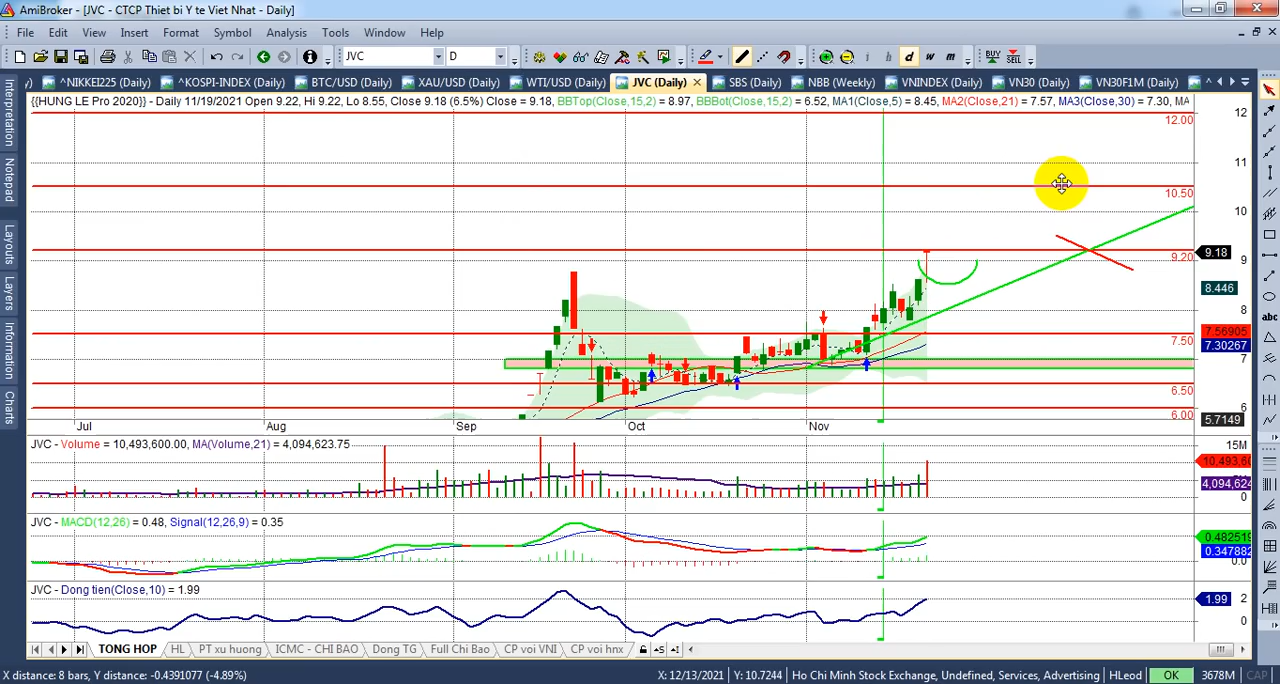 AmiBroker - [JVC - CTCP Thiet bi Y te Viet Nhat - Daily]
File Edit View Insert Format Symbol Analysis Tools Window Help
JVC D h d w m BUY SELL
^NIKKEI225 (Daily) ^KOSPI-INDEX (Daily) BTC/USD (Daily) XAU/USD (Daily) WTI/USD (Daily) JVC (Daily) SBS (Daily) NBB (Weekly) VNINDEX (Daily) VN30 (Daily) VN30F1M (Daily)
{{HUNG LE Pro 2020}} - Daily 11/19/2021 Open 9.22, Hi 9.22, Lo 8.55, Close 9.18 (6.5%) Close = 9.18, BBTop(Close,15,2) = 8.97, BBBot(Close,15,2) = 6.52, MA1(Close,5) = 8.45, MA2(Close,21) = 7.57, MA3(Close,30) = 7.30, MA
Interpretation
Notepad
Layouts
Layers
Information
Charts
abc
12.00 12
11
10.50
10
9.20 9.18
9
8.446
8
7.56905
7.50 7.30267
7
6.50
6
6.00 5.7149
Jul Aug Sep Oct Nov
JVC - Volume = 10,493,600.00, MA(Volume,21) = 4,094,623.75
15M
10,493,60
4,094,624
0
JVC - MACD(12,26) = 0.48, Signal(12,26,9) = 0.35
0.482519
0.347882
0.0
JVC - Dong tien(Close,10) = 1.99
1.99 2
0
TONG HOP HL PT xu huong ICMC - CHI BAO Dong TG Full Chi Bao CP voi VNI CP voi hnx
X distance: 8 bars, Y distance: -0.4391077 (-4.89%) X: 12/13/2021 Y: 10.7244 Ho Chi Minh Stock Exchange, Undefined, Services, Advertising HLeod OK 3678M CAP